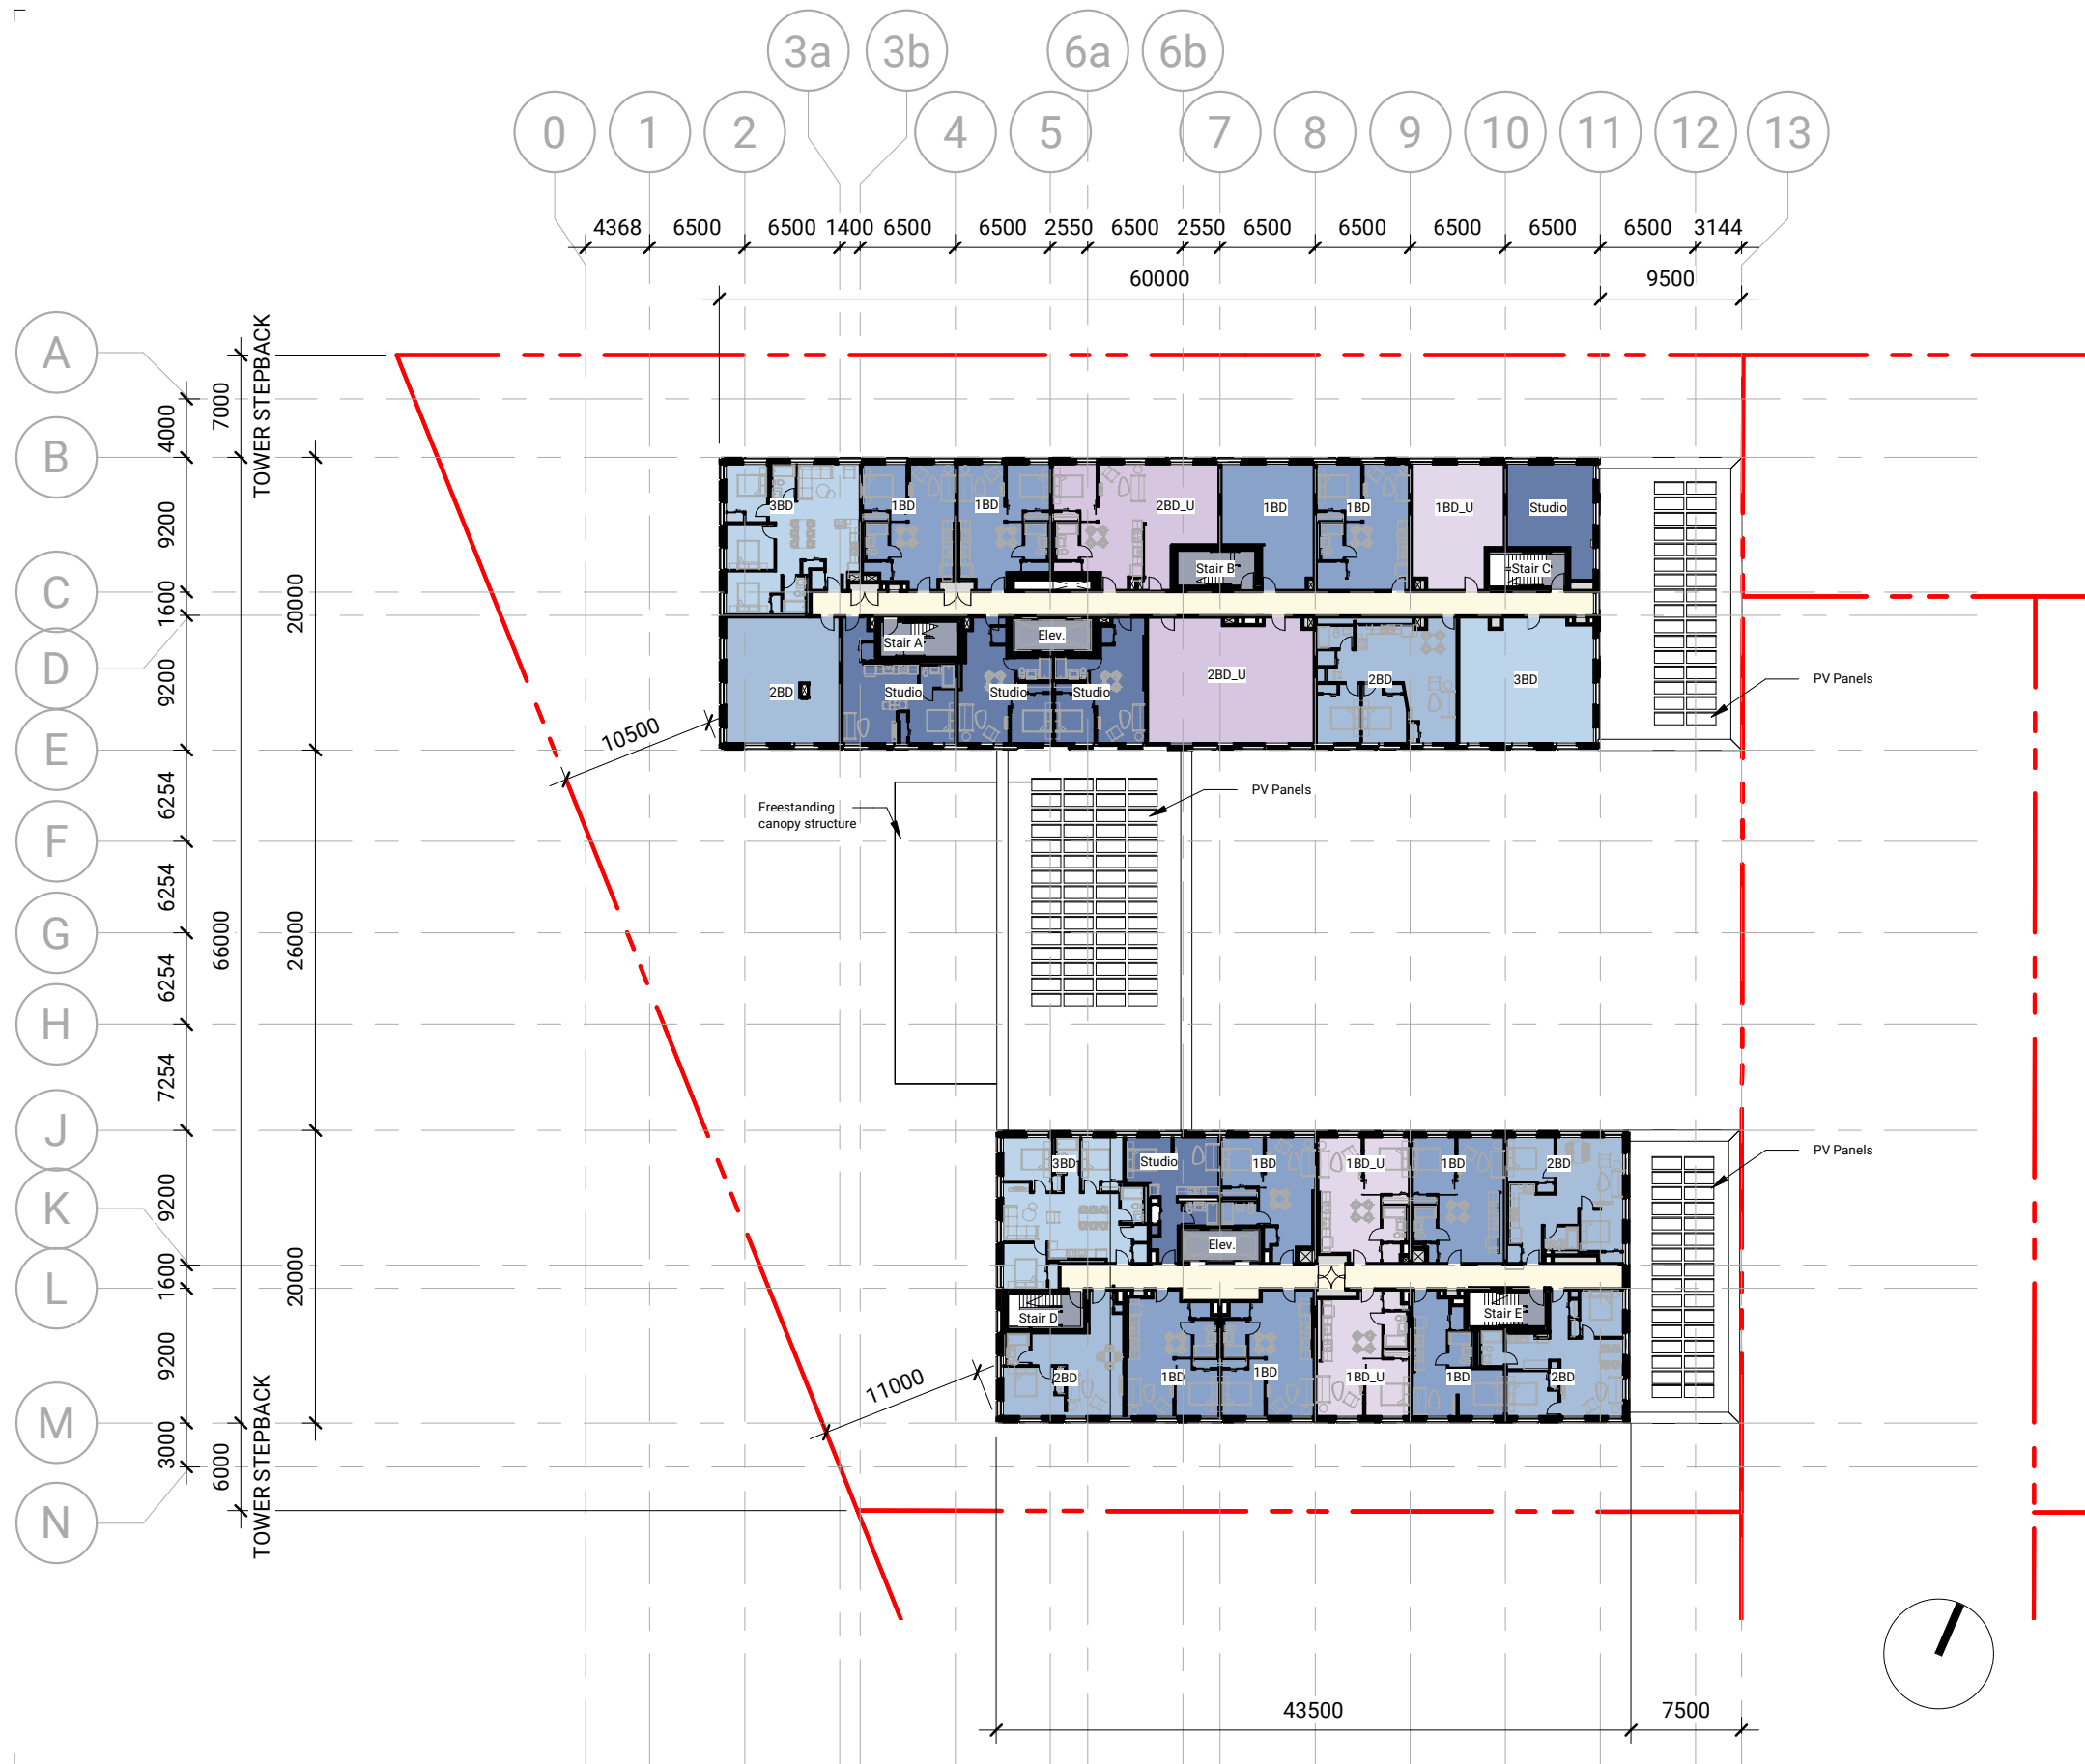 3a 3b 6a 6b
0 1 2 4 5 7 8 9 10 11 12 13
4368 6500 6500 1400 6500 6500 2550 6500 2550 6500 6500 6500 6500 6500 3144
60000 9500
A
B
C
D
E
F
G
H
J
K
L
M
N
4000
9200
1600
9200
6254
6254
6254
7254
9200
1600
9200
3000
7000
66000
6000
TOWER STEPBACK
TOWER STEPBACK
20000
26000
20000
3BD 1BD 1BD 2BD_U 1BD 1BD 1BD_U Studio
Stair B Stair C
Stair A Elev.
2BD Studio Studio Studio 2BD_U 2BD 3BD
PV Panels
10500
Freestanding
canopy structure
PV Panels
3BD Studio 1BD 1BD_U 1BD 2BD
PV Panels
Elev.
Stair D Stair E
2BD 1BD 1BD 1BD_U 1BD 2BD
11000
43500 7500